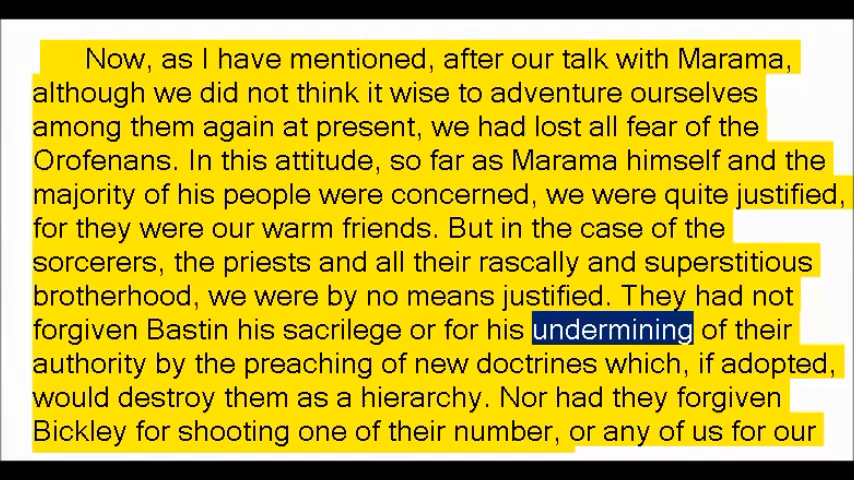 Now, as I have mentioned, after our talk with Marama,
although we did not think it wise to adventure ourselves
among them again at present, we had lost all fear of the
Orofenans. In this attitude, so far as Marama himself and the
majority of his people were concerned, we were quite justified,
for they were our warm friends. But in the case of the
sorcerers, the priests and all their rascally and superstitious
brotherhood, we were by no means justified. They had not
forgiven Bastin his sacrilege or for his undermining of their
authority by the preaching of new doctrines which, if adopted,
would destroy them as a hierarchy. Nor had they forgiven
Bickley for shooting one of their number, or any of us for our